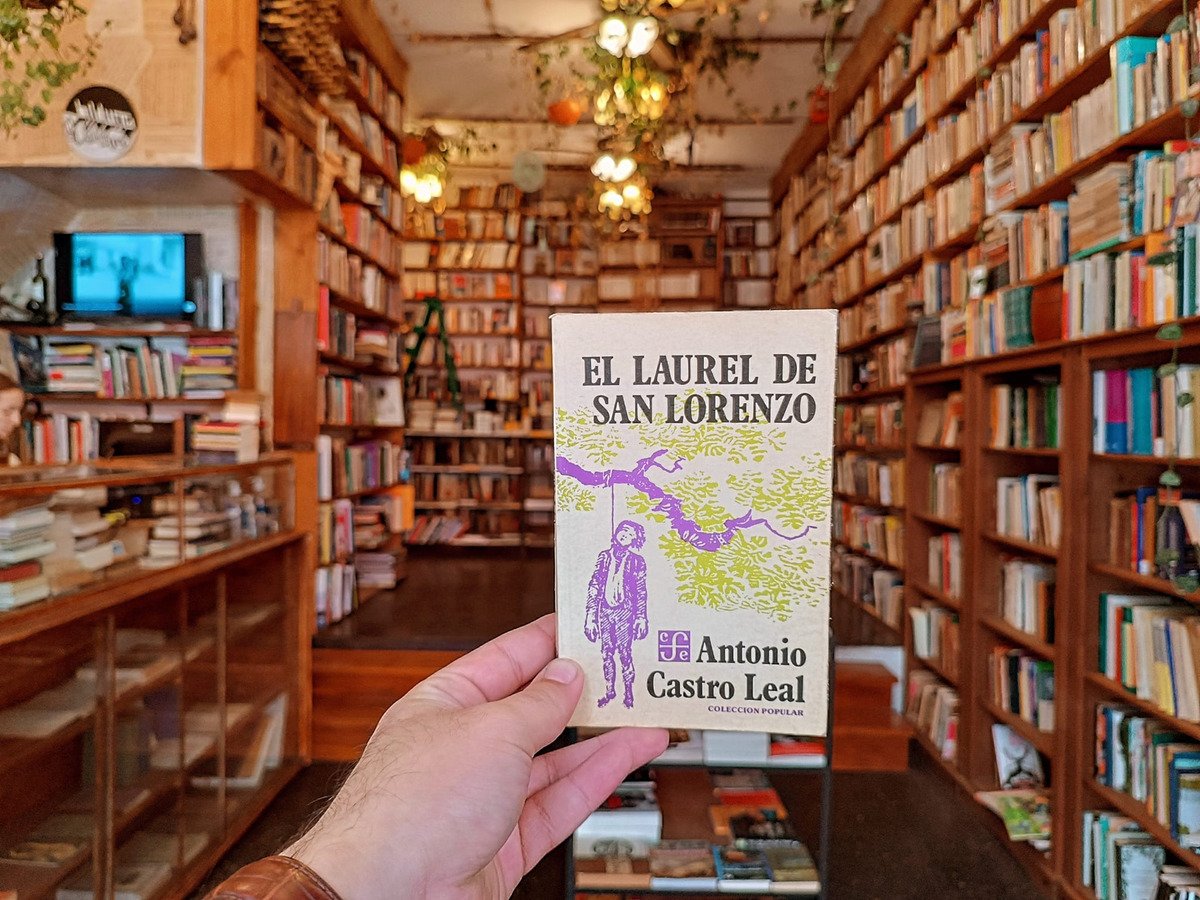 EL LAUREL DE
SAN LORENZO
c f e
Antonio
Castro Leal
COLECCION POPULAR